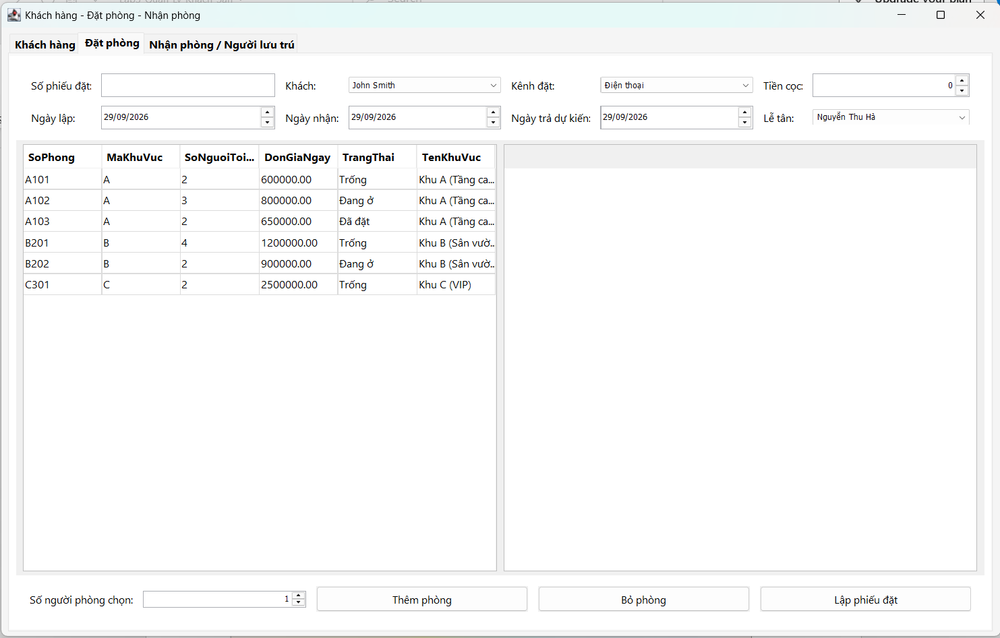 Khách hàng - Đặt phòng - Nhận phòng
Khách hàng Đặt phòng Nhận phòng / Người lưu trú
Số phiếu đặt: Khách: John Smith Kênh đặt: Điện thoại Tiền cọc: 0
Ngày lập: 29/09/2026 Ngày nhận: 29/09/2026 Ngày trả dự kiến: 29/09/2026 Lễ tân: Nguyễn Thu Hà
SoPhong MaKhuVuc SoNguoiToi... DonGiaNgay TrangThai TenKhuVuc
A101 A 2 600000.00 Trống Khu A (Tầng ca...
A102 A 3 800000.00 Đang ở Khu A (Tầng ca...
A103 A 2 650000.00 Đã đặt Khu A (Tầng ca...
B201 B 4 1200000.00 Trống Khu B (Sân vườ...
B202 B 2 900000.00 Đang ở Khu B (Sân vườ...
C301 C 2 2500000.00 Trống Khu C (VIP)
Số người phòng chọn: 1 Thêm phòng Bỏ phòng Lập phiếu đặt